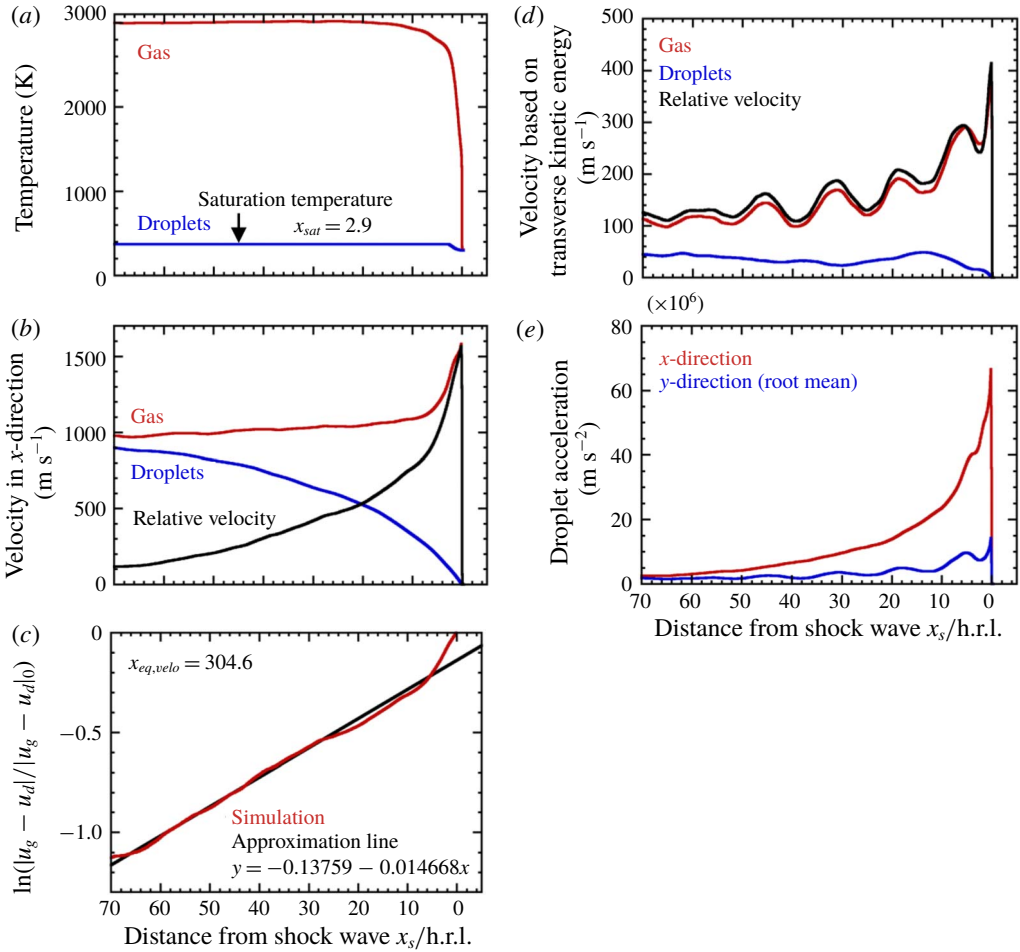 (a)
3000
2000
1000
0
Temperature (K)
Gas
Saturation temperature
Droplets
x_sat = 2.9
(b)
1500
1000
500
0
Velocity in x-direction
(m s⁻¹)
Gas
Droplets
Relative velocity
(c)
0
−0.5
−1.0
ln(|u_g − u_d|/|u_g − u_d|_0)
x_eq,velo = 304.6
Simulation
Approximation line
y = −0.13759 − 0.014668x
70 60 50 40 30 20 10 0
Distance from shock wave x_s/h.r.l.
(d)
500
400
300
200
100
0
Velocity based on
transverse kinetic energy
(m s⁻¹)
Gas
Droplets
Relative velocity
(×10⁶)
(e)
80
60
40
20
0
Droplet acceleration
(m s⁻²)
x-direction
y-direction (root mean)
70 60 50 40 30 20 10 0
Distance from shock wave x_s/h.r.l.